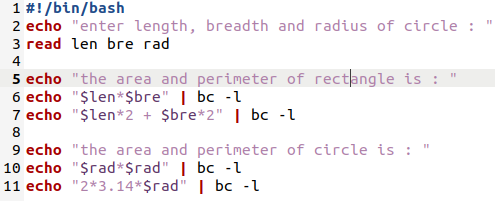 1 #!/bin/bash
2 echo "enter length, breadth and radius of circle : "
3 read len bre rad
4
5 echo "the area and perimeter of rectangle is : "
6 echo "$len*$bre" | bc -l
7 echo "$len*2 + $bre*2" | bc -l
8
9 echo "the area and perimeter of circle is : "
10 echo "$rad*$rad" | bc -l
11 echo "2*3.14*$rad" | bc -l